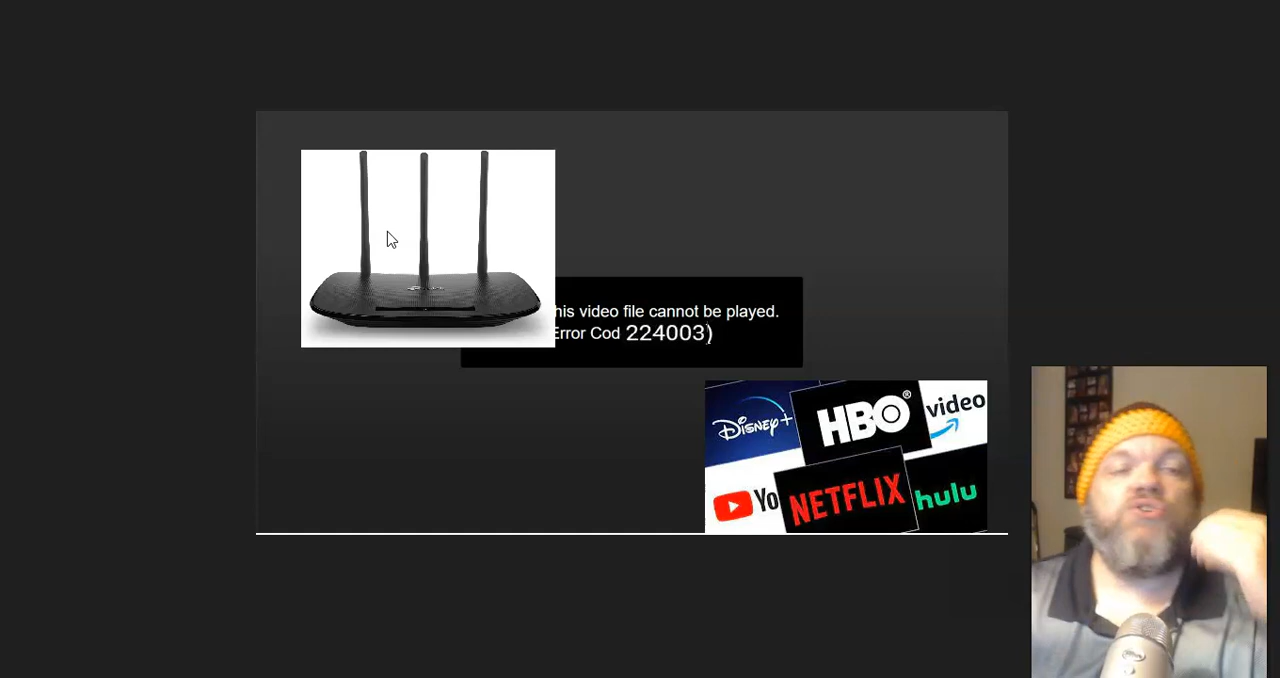 his video file cannot be played.
Error Cod 224003)
Disney+
HBO®
video
Yo
NETFLIX
hulu